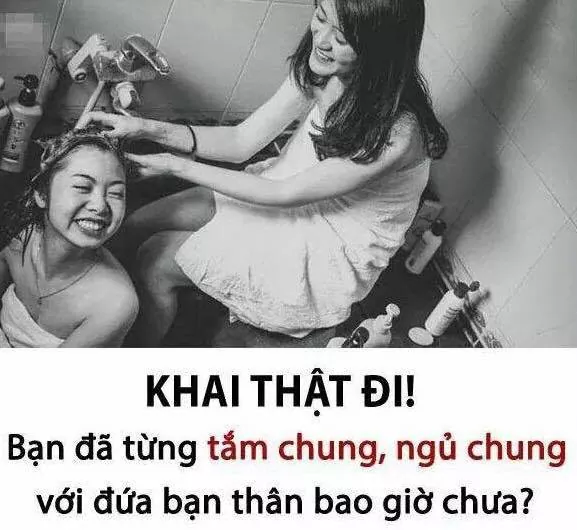 KHAI THẬT ĐI!
Bạn đã từng tắm chung, ngủ chung
với đứa bạn thân bao giờ chưa?